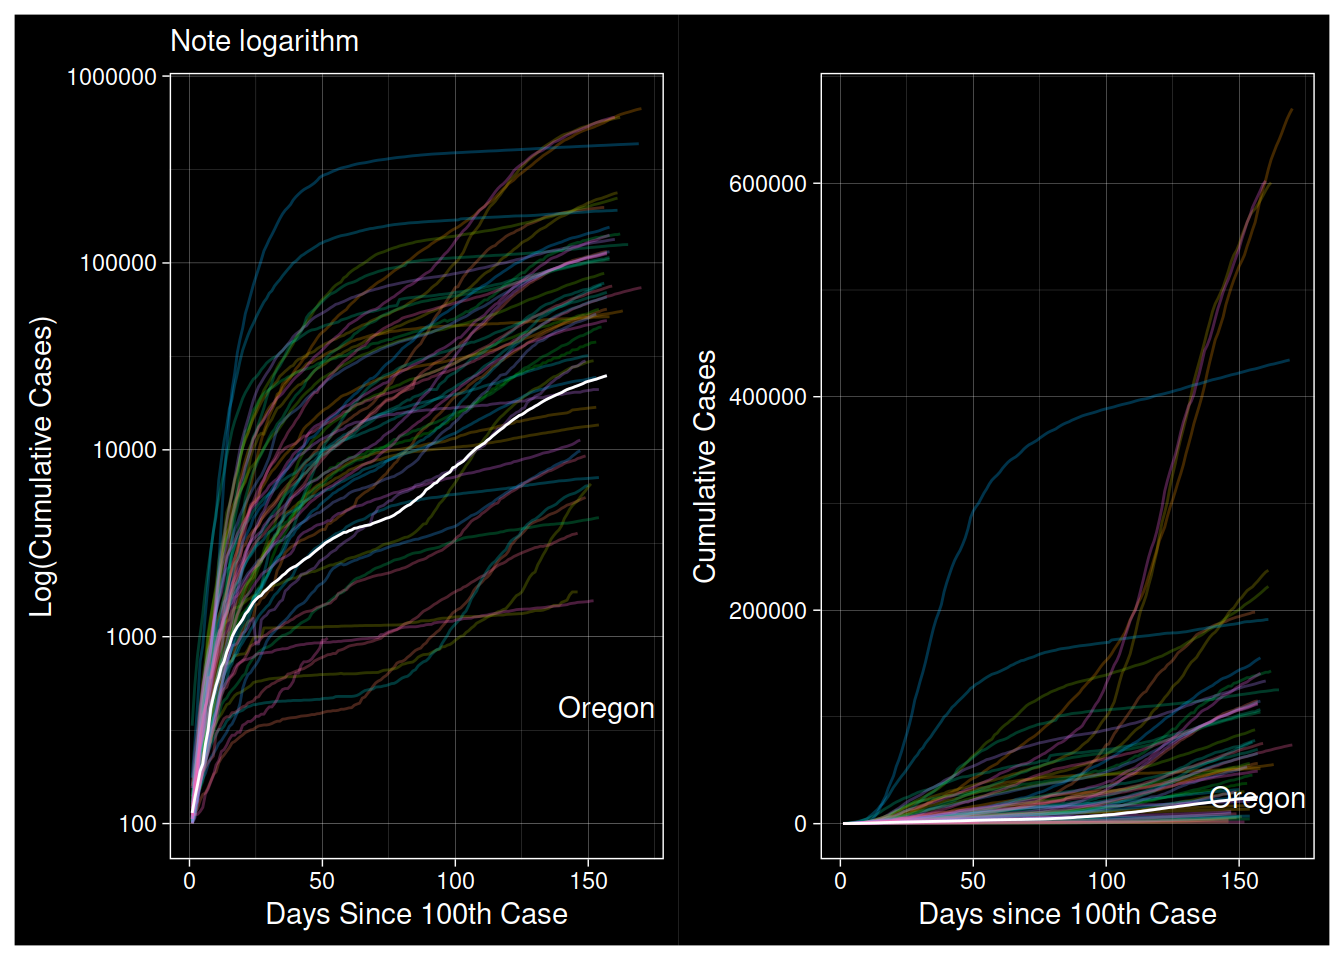 Note logarithm
Log(Cumulative Cases)
1000000
100000
10000
1000
100
Oregon
0
50
100
150
Days Since 100th Case
Cumulative Cases
600000
400000
200000
0
Oregon
0
50
100
150
Days since 100th Case